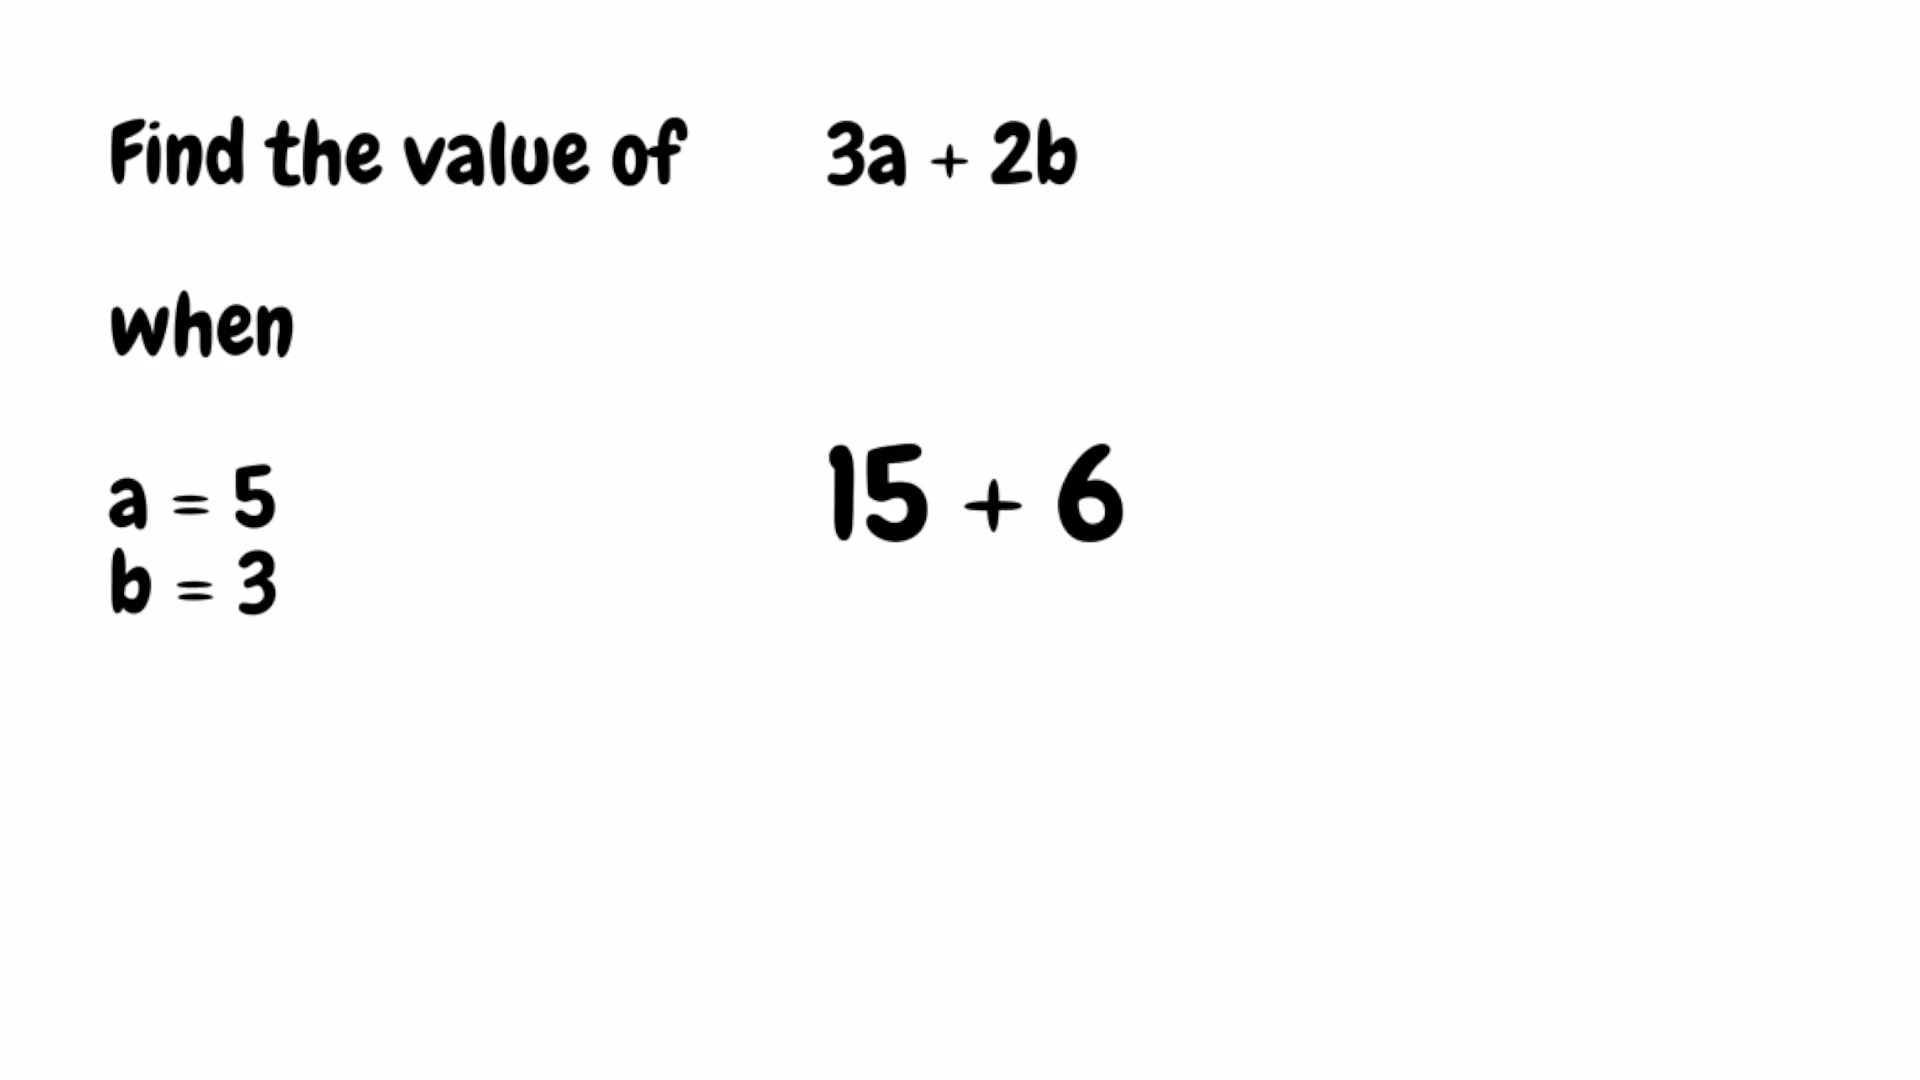 Find the value of 3a + 2b
when
a = 5
15 + 6
b = 3